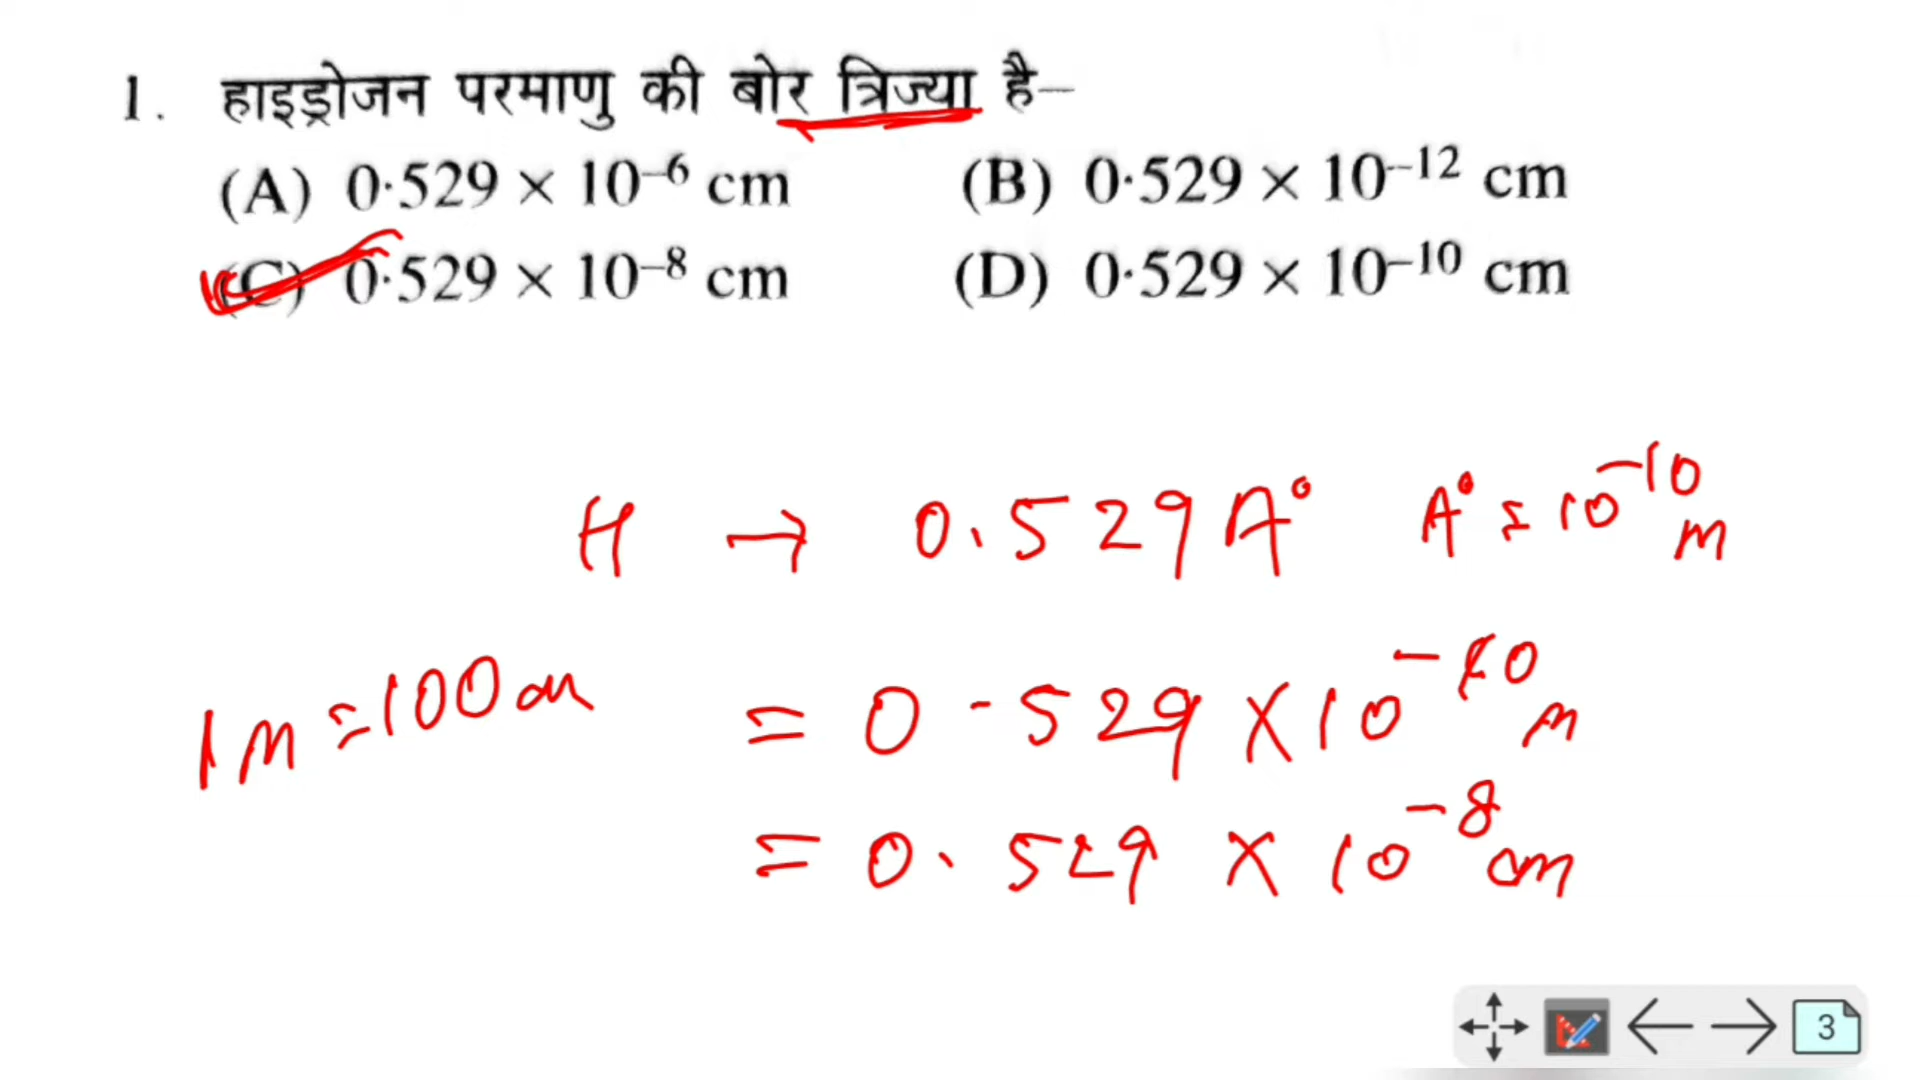 1. हाइड्रोजन परमाणु की बोर त्रिज्या है—
(A) 0·529 × 10⁻⁶ cm (B) 0·529 × 10⁻¹² cm
(C) 0·529 × 10⁻⁸ cm (D) 0·529 × 10⁻¹⁰ cm
H → 0.529 A° A° = 10⁻¹⁰ m
1 m = 100 cm = 0.529 × 10⁻¹⁰ m
= 0.529 × 10⁻⁸ cm
3